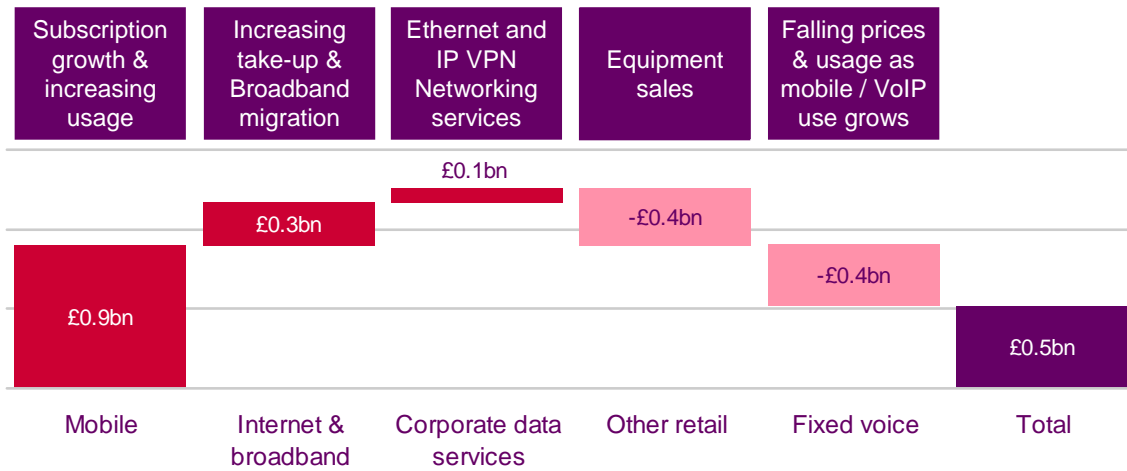 Subscription
growth &
increasing
usage
Increasing
take-up &
Broadband
migration
Ethernet and
IP VPN
Networking
services
Equipment
sales
Falling prices
& usage as
mobile / VoIP
use grows
£0.9bn
£0.3bn
£0.1bn
-£0.4bn
-£0.4bn
£0.5bn
Mobile
Internet &
broadband
Corporate data
services
Other retail
Fixed voice
Total